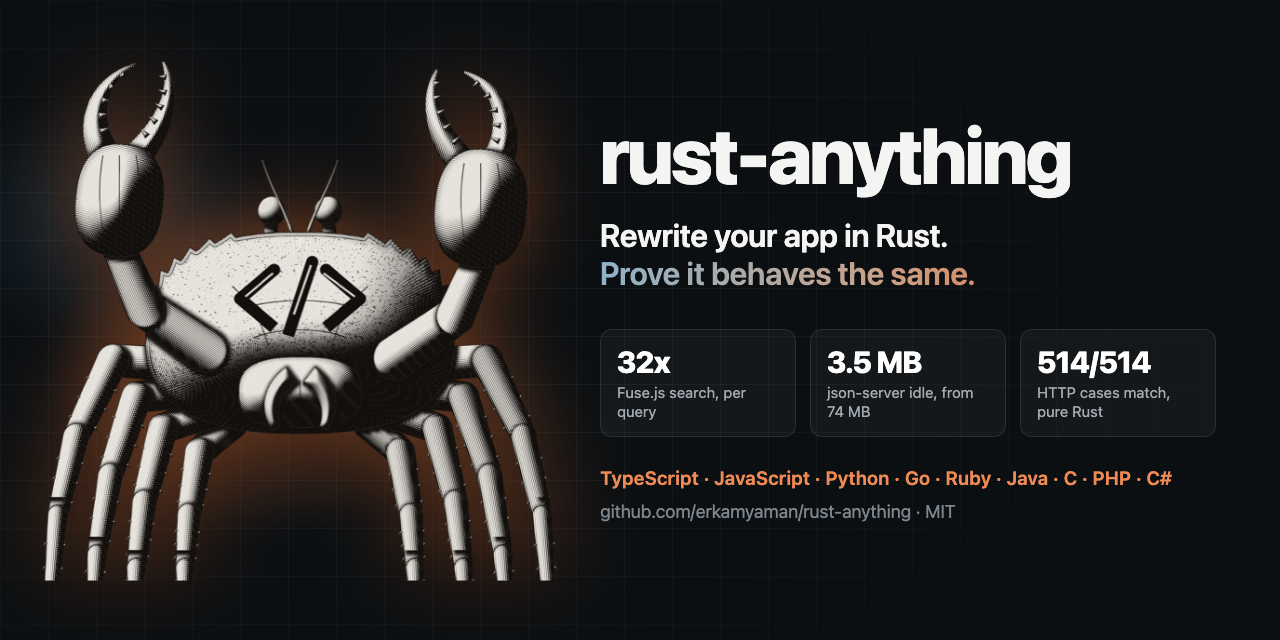 </>
rust-anything
Rewrite your app in Rust.
Prove it behaves the same.
32x
Fuse.js search, per
query
3.5 MB
json-server idle, from
74 MB
514/514
HTTP cases match,
pure Rust
TypeScript · JavaScript · Python · Go · Ruby · Java · C · PHP · C#
github.com/erkamyaman/rust-anything · MIT